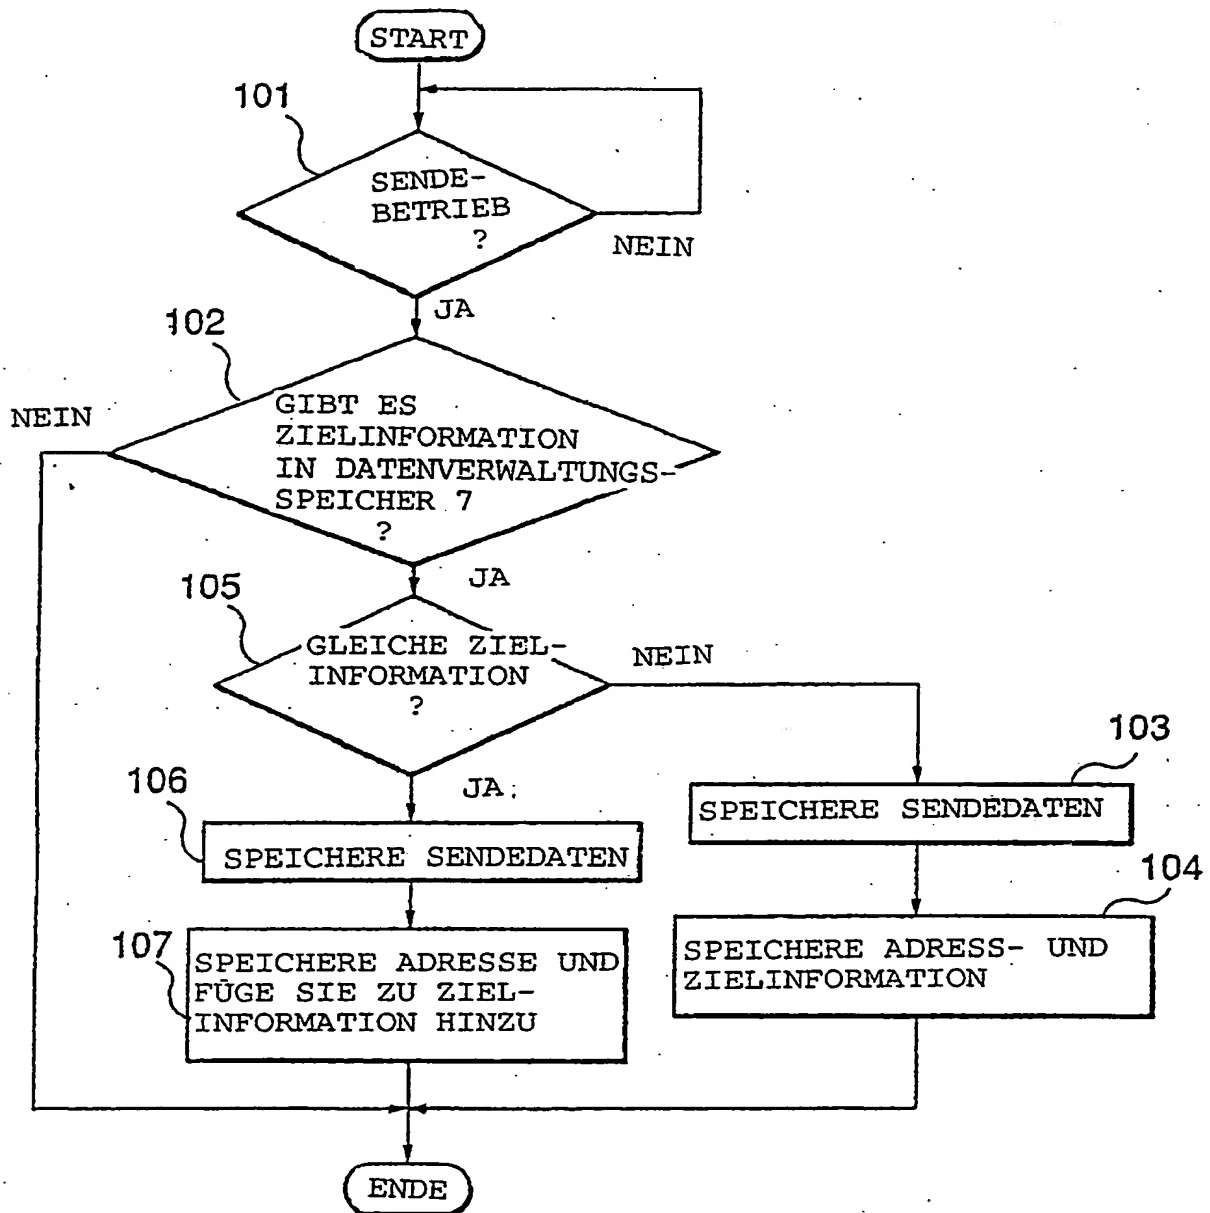 START
101
SENDE-
BETRIEB
?
NEIN
JA
102
NEIN
GIBT ES
ZIELINFORMATION
IN DATENVERWALTUNGS-
SPEICHER 7
?
JA
105
GLEICHE ZIEL-
INFORMATION
?
NEIN
103
JA
106
SPEICHERE SENDEDATEN
SPEICHERE SENDEDATEN
104
107
SPEICHERE ADRESSE UND
FÜGE SIE ZU ZIEL-
INFORMATION HINZU
SPEICHERE ADRESS- UND
ZIELINFORMATION
ENDE